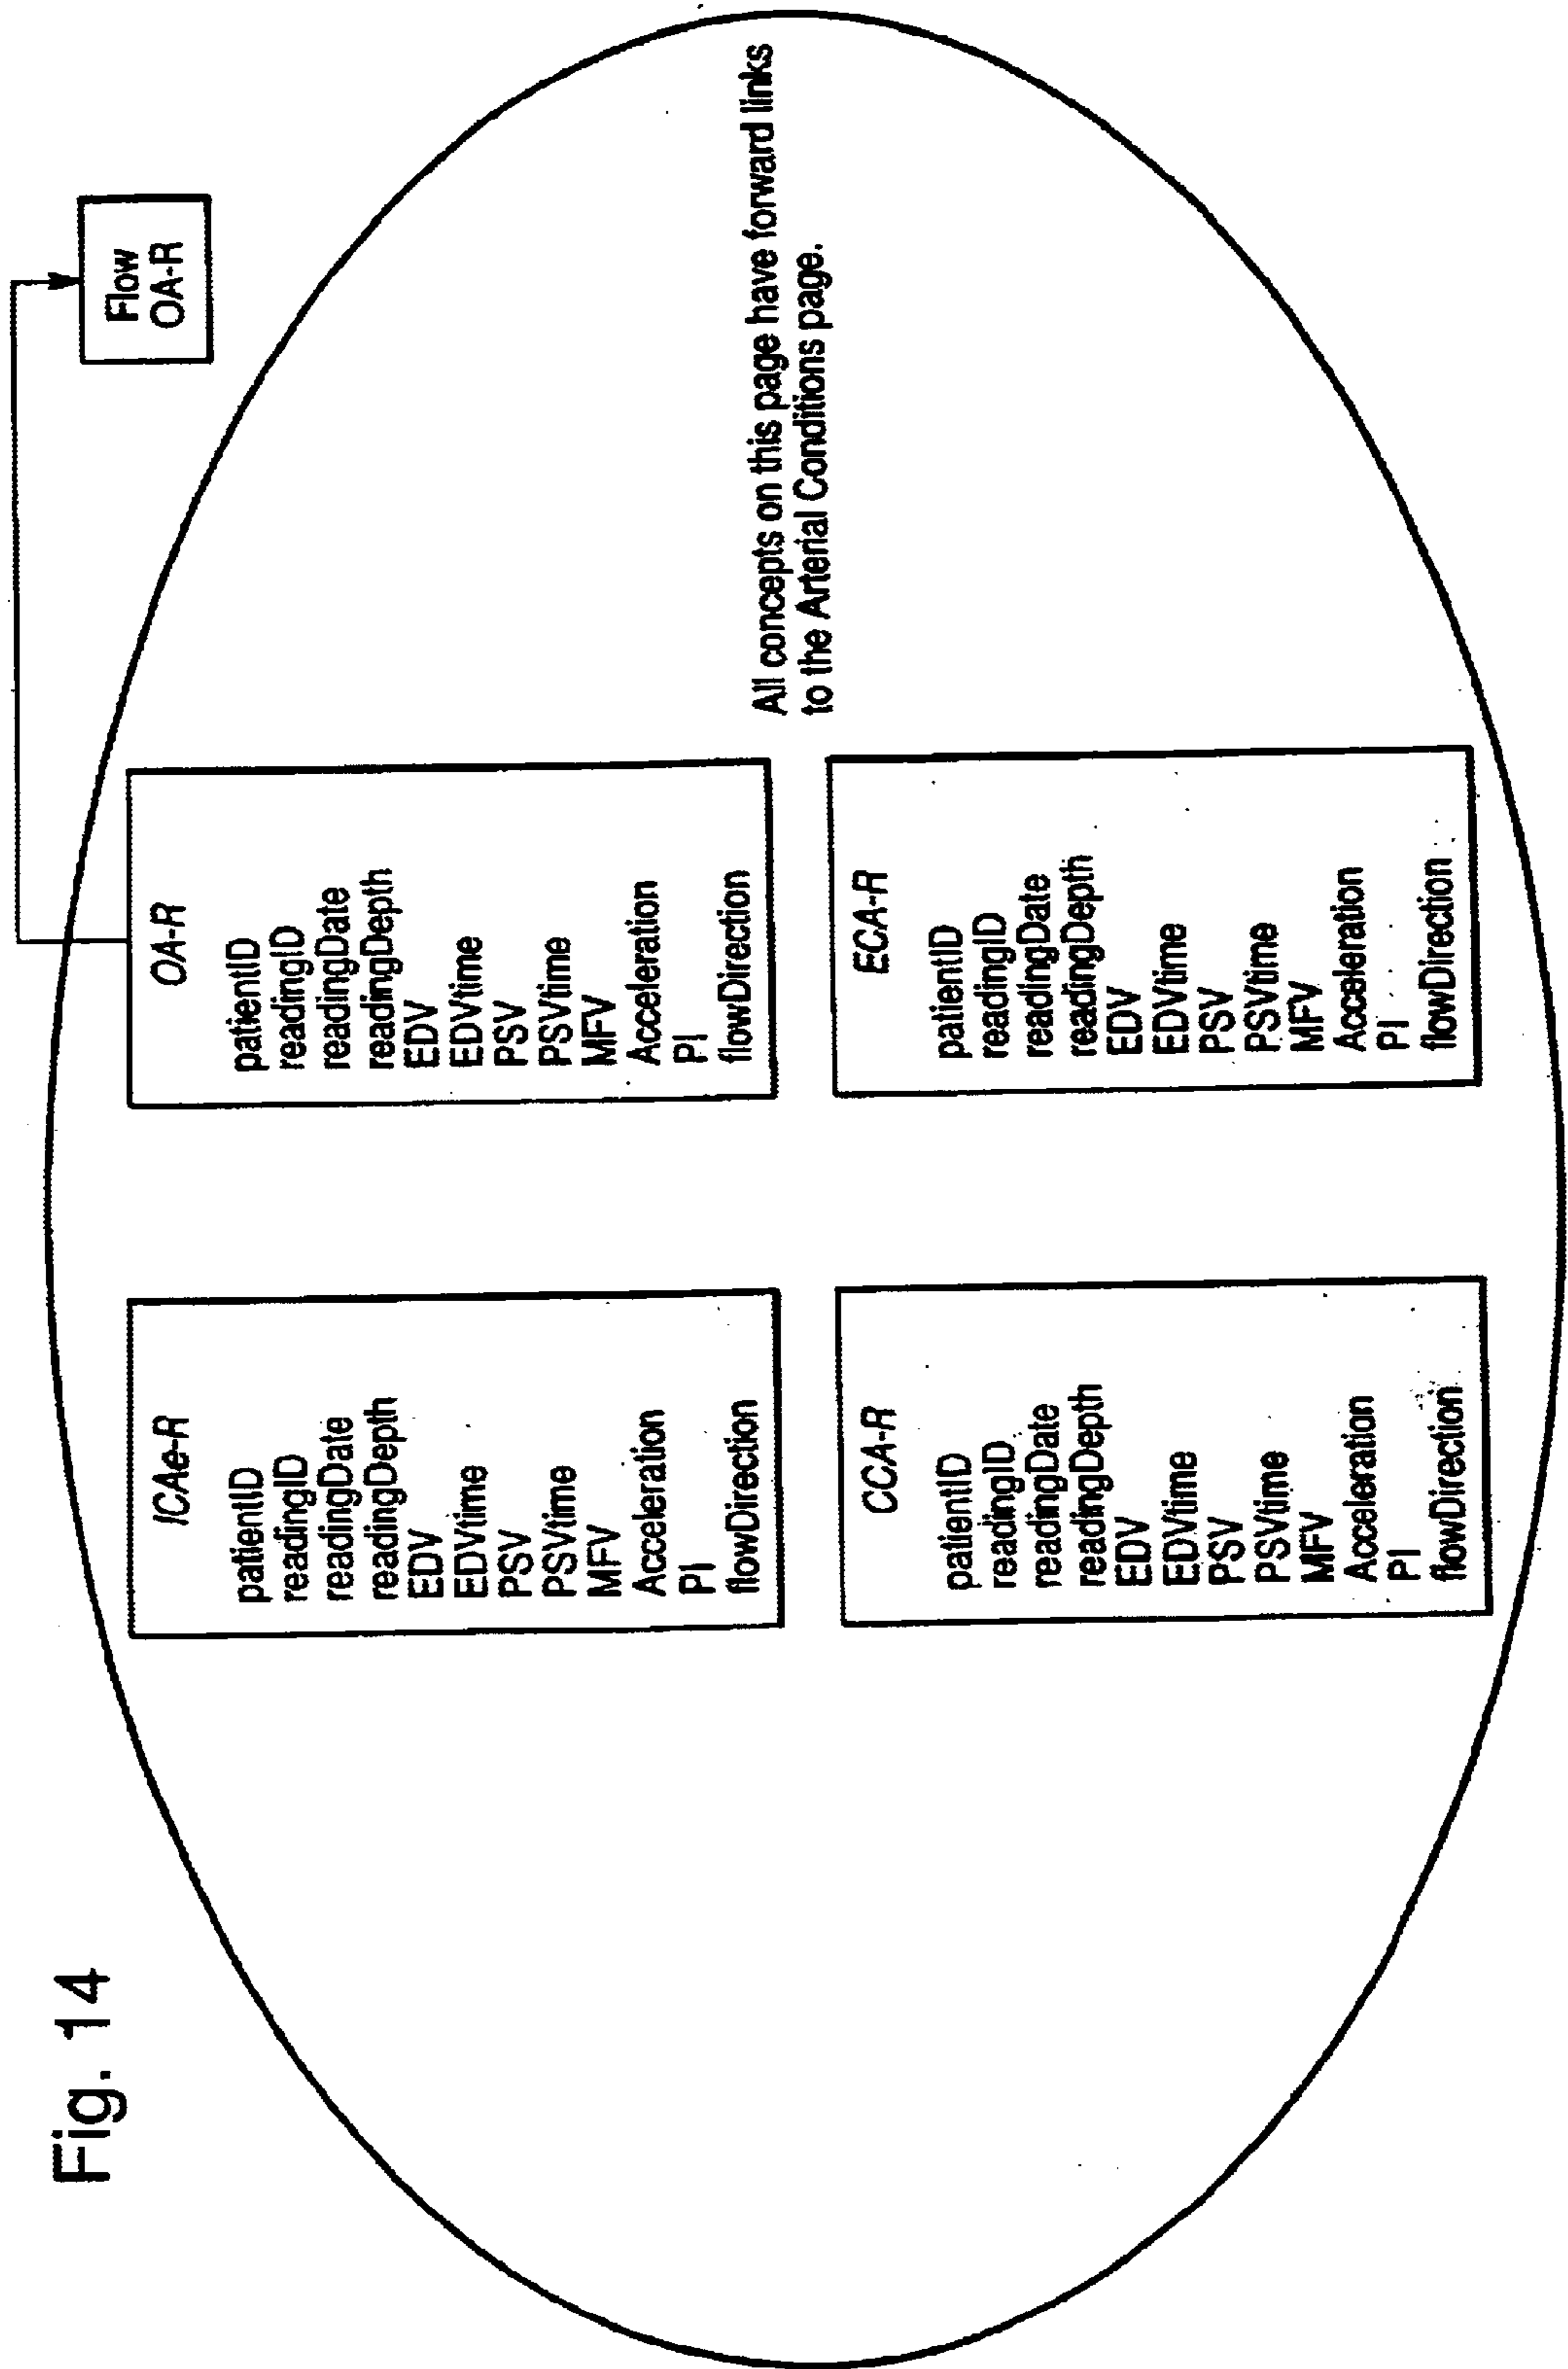 Fig. 14
Flow
OA-R
ICAe-R
patientID
readingID
readingDate
readingDepth
EDV
EDVtime
PSV
PSVtime
MFV
Acceleration
PI
flowDirection
OA-R
patientID
readingID
readingDate
readingDepth
EDV
EDVtime
PSV
PSVtime
MFV
Acceleration
PI
flowDirection
CCA-R
patientID
readingID
readingDate
readingDepth
EDV
EDVtime
PSV
PSVtime
MFV
Acceleration
PI
flowDirection
ECA-R
patientID
readingID
readingDate
readingDepth
EDV
EDVtime
PSV
PSVtime
MFV
Acceleration
PI
flowDirection
All concepts on this page have forward links
to the Arterial Conditions page.